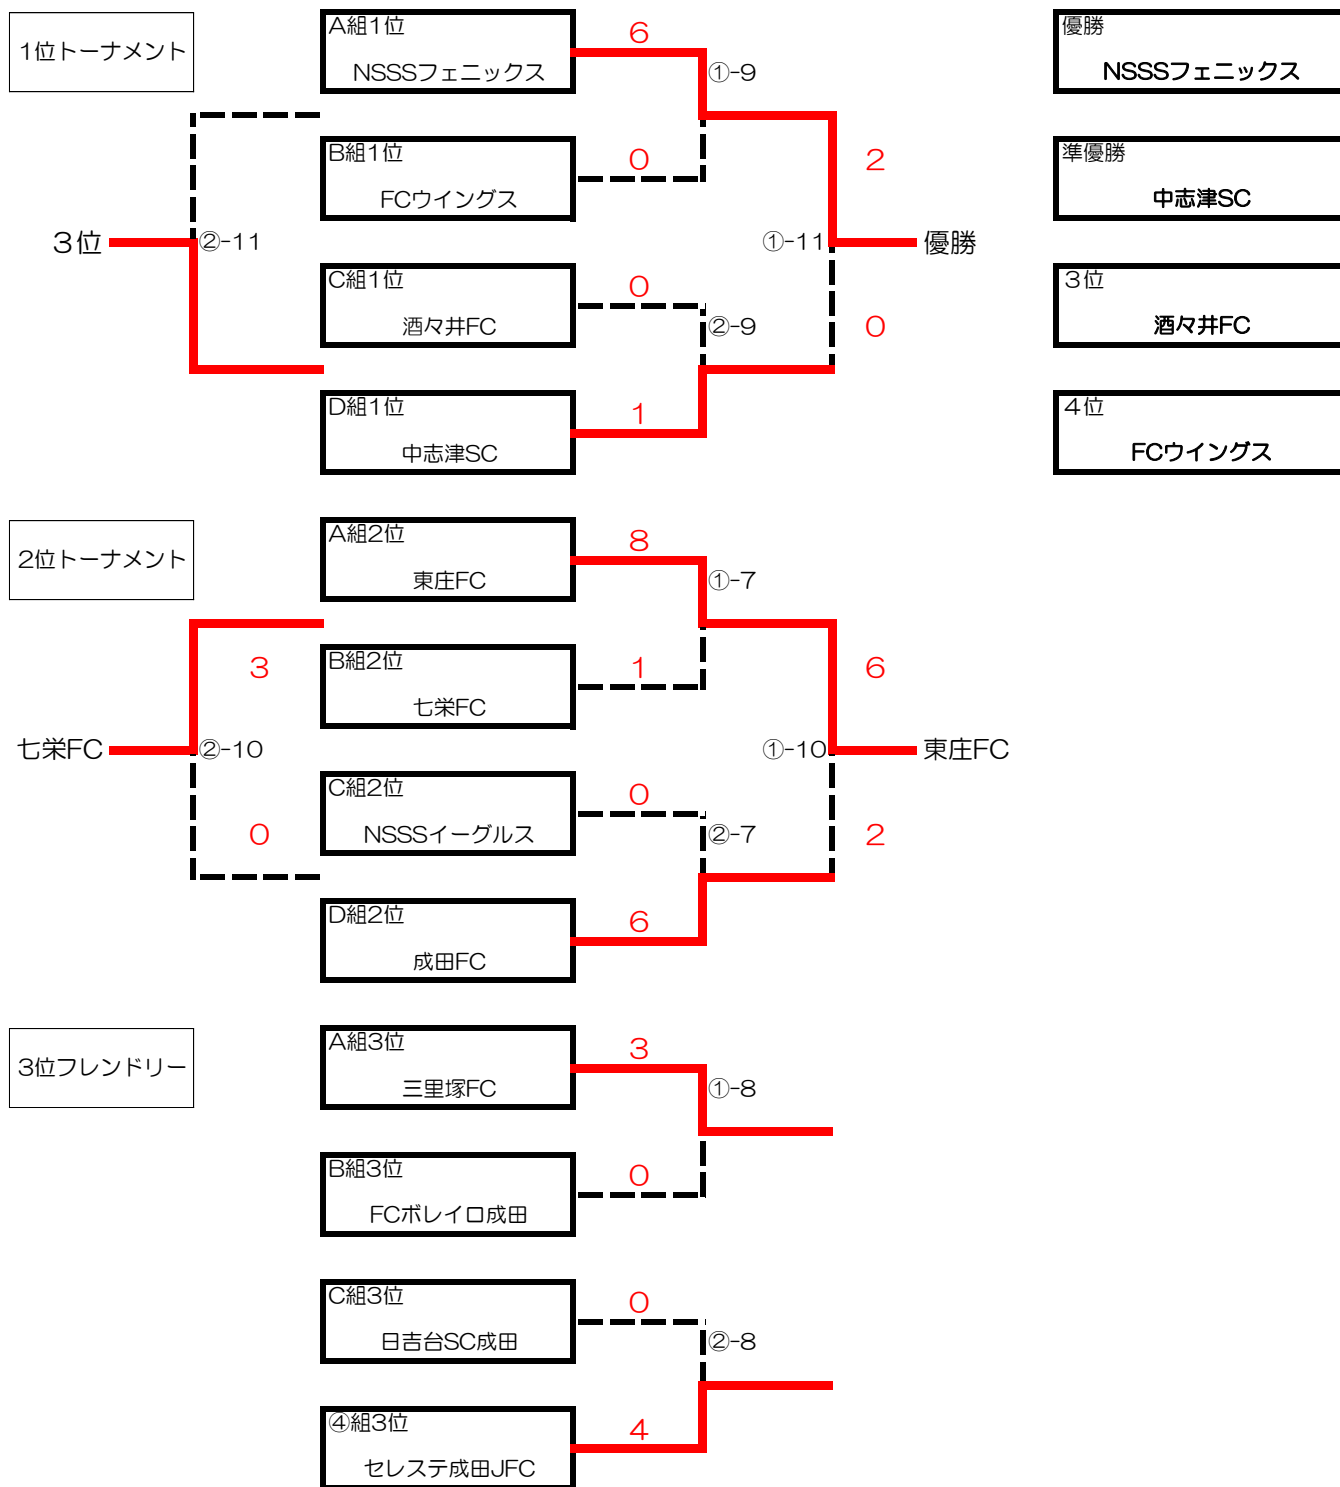 1位トーナメント
A組1位
6
優勝
NSSSフェニックス
①-9
NSSSフェニックス
B組1位
0
2
準優勝
FCウイングス
中志津SC
3位
②-11
①-11
優勝
C組1位
0
3位
酒々井FC
②-9
0
酒々井FC
D組1位
1
4位
中志津SC
FCウイングス
2位トーナメント
A組2位
8
東庄FC
①-7
3
B組2位
1
6
七栄FC
七栄FC
②-10
①-10
東庄FC
C組2位
0
0
NSSSイーグルス
②-7
2
D組2位
6
成田FC
3位フレンドリー
A組3位
3
三里塚FC
①-8
B組3位
0
FCボレイロ成田
C組3位
0
日吉台SC成田
②-8
④組3位
4
セレステ成田JFC